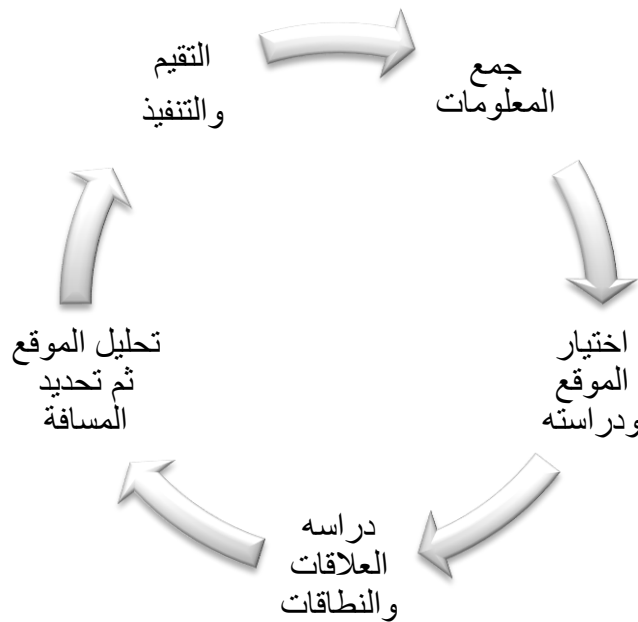 جمع
المعلومات
اختيار
الموقع
ودراسته
دراسه
العلاقات
والنطاقات
تحليل الموقع
ثم تحديد
المسافة
التقيم
والتنفيذ